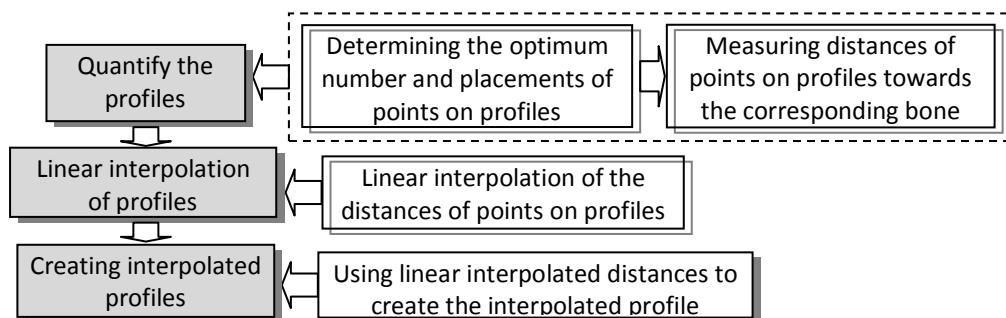 Quantify the
profiles
Determining the optimum
number and placements of
points on profiles
Measuring distances of
points on profiles towards
the corresponding bone
Linear interpolation
of profiles
Linear interpolation of the
distances of points on profiles
Creating interpolated
profiles
Using linear interpolated distances to
create the interpolated profile